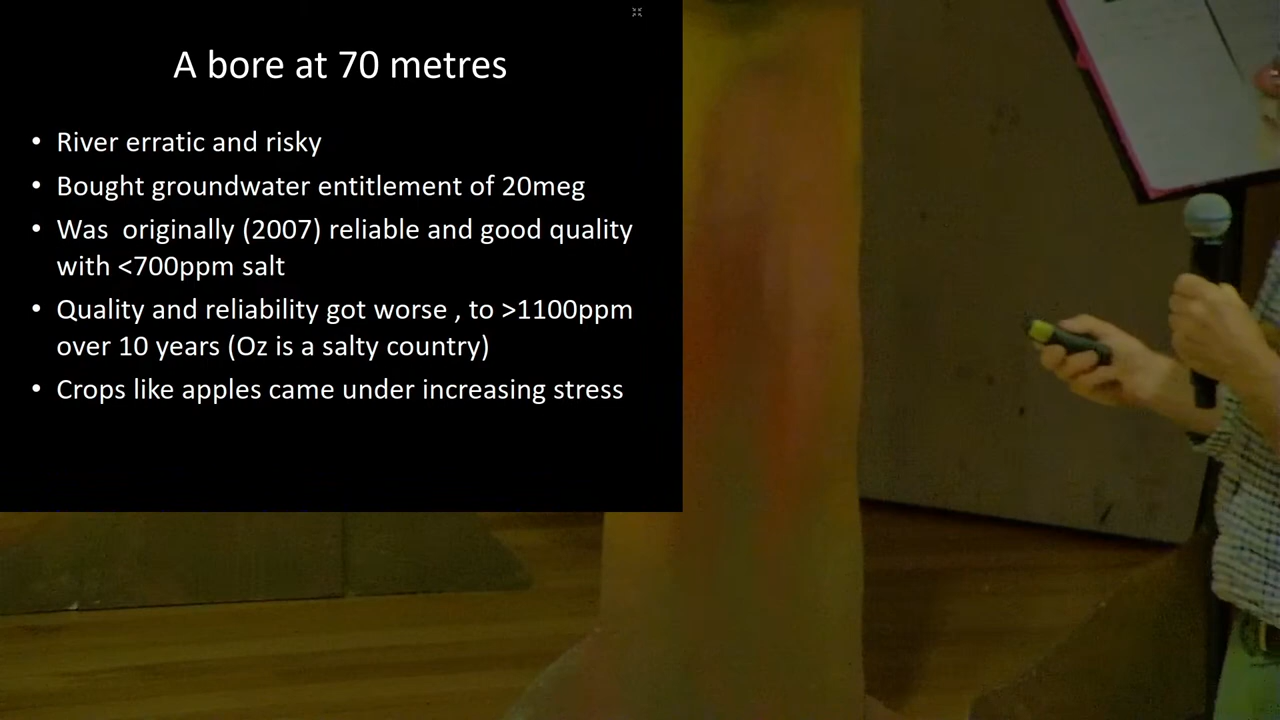 A bore at 70 metres
• River erratic and risky
• Bought groundwater entitlement of 20meg
• Was  originally (2007) reliable and good quality
with <700ppm salt
• Quality and reliability got worse , to >1100ppm
over 10 years (Oz is a salty country)
• Crops like apples came under increasing stress